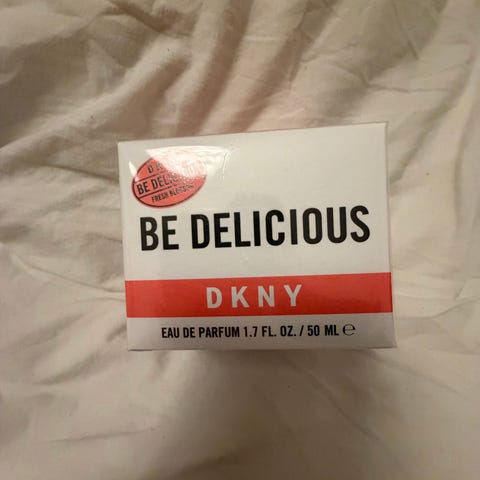 BE DELICIOUS
FRESH BLOSSOM
BE DELICIOUS
DKNY
EAU DE PARFUM 1.7 FL. OZ. / 50 ML ℮